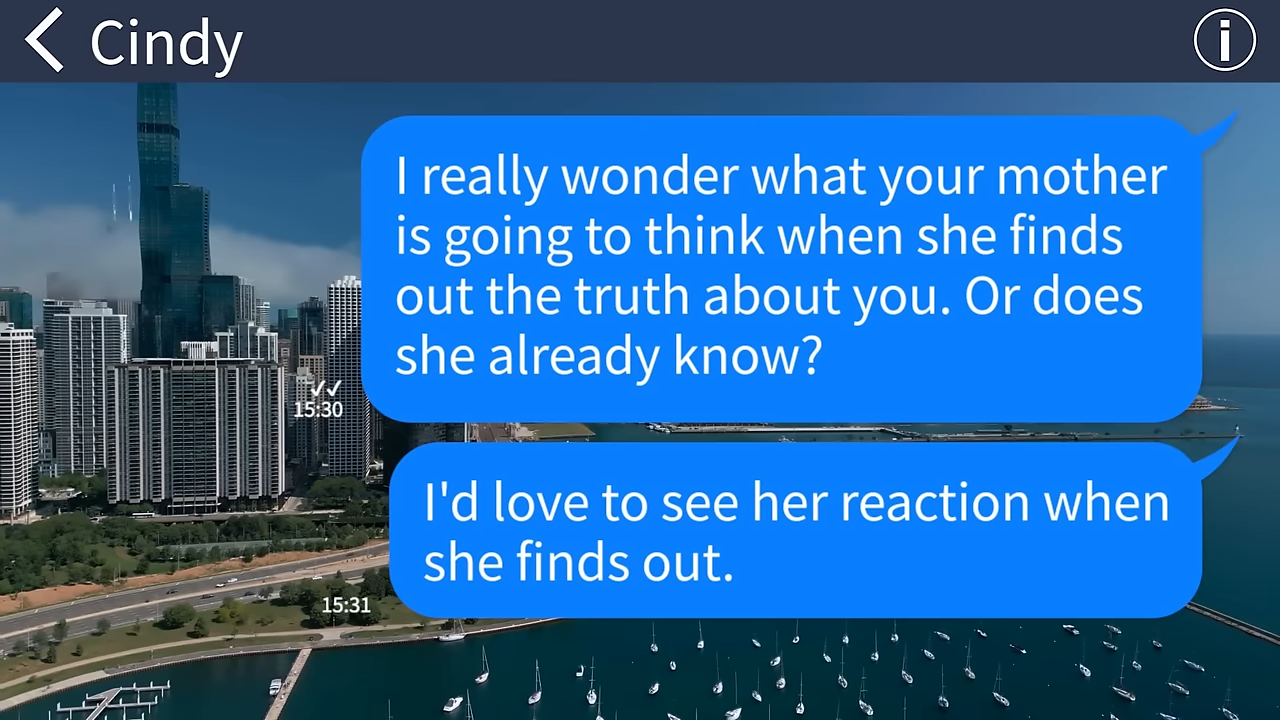 Cindy
I really wonder what your mother
is going to think when she finds
out the truth about you. Or does
she already know?
15:30
I'd love to see her reaction when
she finds out.
15:31